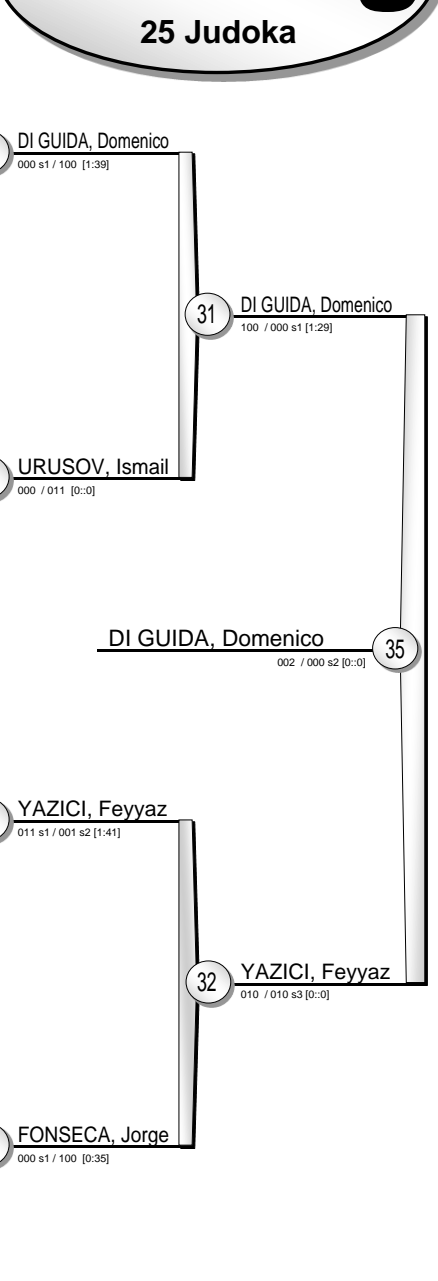 25 Judoka
DI GUIDA, Domenico
000 s1 / 100 [1:39]
31
DI GUIDA, Domenico
100 / 000 s1 [1:29]
URUSOV, Ismail
000 / 011 [0::0]
DI GUIDA, Domenico
35
002 / 000 s2 [0::0]
YAZICI, Feyyaz
011 s1 / 001 s2 [1:41]
32
YAZICI, Feyyaz
010 / 010 s3 [0::0]
FONSECA, Jorge
000 s1 / 100 [0:35]